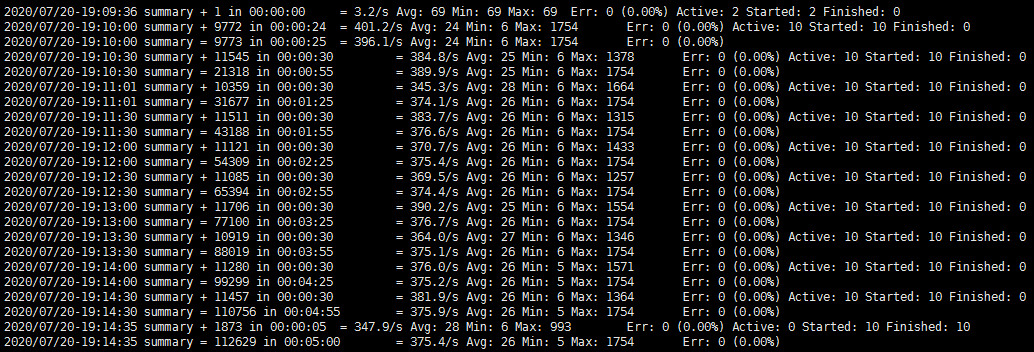 2020/07/20-19:09:36 summary + 1 in 00:00:00 = 3.2/s Avg: 69 Min: 69 Max: 69 Err: 0 (0.00%) Active: 2 Started: 2 Finished: 0
2020/07/20-19:10:00 summary + 9772 in 00:00:24 = 401.2/s Avg: 24 Min: 6 Max: 1754 Err: 0 (0.00%) Active: 10 Started: 10 Finished: 0
2020/07/20-19:10:00 summary = 9773 in 00:00:25 = 396.1/s Avg: 24 Min: 6 Max: 1754 Err: 0 (0.00%)
2020/07/20-19:10:30 summary + 11545 in 00:00:30 = 384.8/s Avg: 25 Min: 6 Max: 1378 Err: 0 (0.00%) Active: 10 Started: 10 Finished: 0
2020/07/20-19:10:30 summary = 21318 in 00:00:55 = 389.9/s Avg: 25 Min: 6 Max: 1754 Err: 0 (0.00%)
2020/07/20-19:11:01 summary + 10359 in 00:00:30 = 345.3/s Avg: 28 Min: 6 Max: 1664 Err: 0 (0.00%) Active: 10 Started: 10 Finished: 0
2020/07/20-19:11:01 summary = 31677 in 00:01:25 = 374.1/s Avg: 26 Min: 6 Max: 1754 Err: 0 (0.00%)
2020/07/20-19:11:30 summary + 11511 in 00:00:30 = 383.7/s Avg: 26 Min: 6 Max: 1315 Err: 0 (0.00%) Active: 10 Started: 10 Finished: 0
2020/07/20-19:11:30 summary = 43188 in 00:01:55 = 376.6/s Avg: 26 Min: 6 Max: 1754 Err: 0 (0.00%)
2020/07/20-19:12:00 summary + 11121 in 00:00:30 = 370.7/s Avg: 26 Min: 6 Max: 1433 Err: 0 (0.00%) Active: 10 Started: 10 Finished: 0
2020/07/20-19:12:00 summary = 54309 in 00:02:25 = 375.4/s Avg: 26 Min: 6 Max: 1754 Err: 0 (0.00%)
2020/07/20-19:12:30 summary + 11085 in 00:00:30 = 369.5/s Avg: 26 Min: 6 Max: 1257 Err: 0 (0.00%) Active: 10 Started: 10 Finished: 0
2020/07/20-19:12:30 summary = 65394 in 00:02:55 = 374.4/s Avg: 26 Min: 6 Max: 1754 Err: 0 (0.00%)
2020/07/20-19:13:00 summary + 11706 in 00:00:30 = 390.2/s Avg: 25 Min: 6 Max: 1554 Err: 0 (0.00%) Active: 10 Started: 10 Finished: 0
2020/07/20-19:13:00 summary = 77100 in 00:03:25 = 376.7/s Avg: 26 Min: 6 Max: 1754 Err: 0 (0.00%)
2020/07/20-19:13:30 summary + 10919 in 00:00:30 = 364.0/s Avg: 27 Min: 6 Max: 1346 Err: 0 (0.00%) Active: 10 Started: 10 Finished: 0
2020/07/20-19:13:30 summary = 88019 in 00:03:55 = 375.1/s Avg: 26 Min: 6 Max: 1754 Err: 0 (0.00%)
2020/07/20-19:14:00 summary + 11280 in 00:00:30 = 376.0/s Avg: 26 Min: 5 Max: 1571 Err: 0 (0.00%) Active: 10 Started: 10 Finished: 0
2020/07/20-19:14:00 summary = 99299 in 00:04:25 = 375.2/s Avg: 26 Min: 5 Max: 1754 Err: 0 (0.00%)
2020/07/20-19:14:30 summary + 11457 in 00:00:30 = 381.9/s Avg: 26 Min: 6 Max: 1364 Err: 0 (0.00%) Active: 10 Started: 10 Finished: 0
2020/07/20-19:14:30 summary = 110756 in 00:04:55 = 375.9/s Avg: 26 Min: 5 Max: 1754 Err: 0 (0.00%)
2020/07/20-19:14:35 summary + 1873 in 00:00:05 = 347.9/s Avg: 28 Min: 6 Max: 993 Err: 0 (0.00%) Active: 0 Started: 10 Finished: 10
2020/07/20-19:14:35 summary = 112629 in 00:05:00 = 375.4/s Avg: 26 Min: 5 Max: 1754 Err: 0 (0.00%)